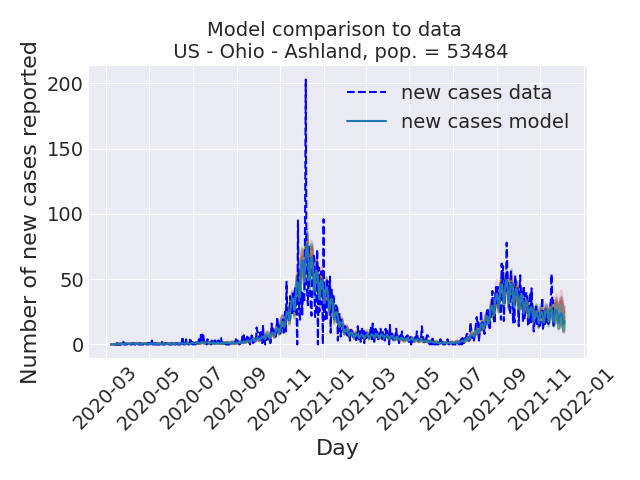 Model comparison to data
US - Ohio - Ashland, pop. = 53484
Number of new cases reported
200
150
100
50
0
new cases data
new cases model
2020-03
2020-05
2020-07
2020-09
2020-11
2021-01
2021-03
2021-05
2021-07
2021-09
2021-11
2022-01
Day